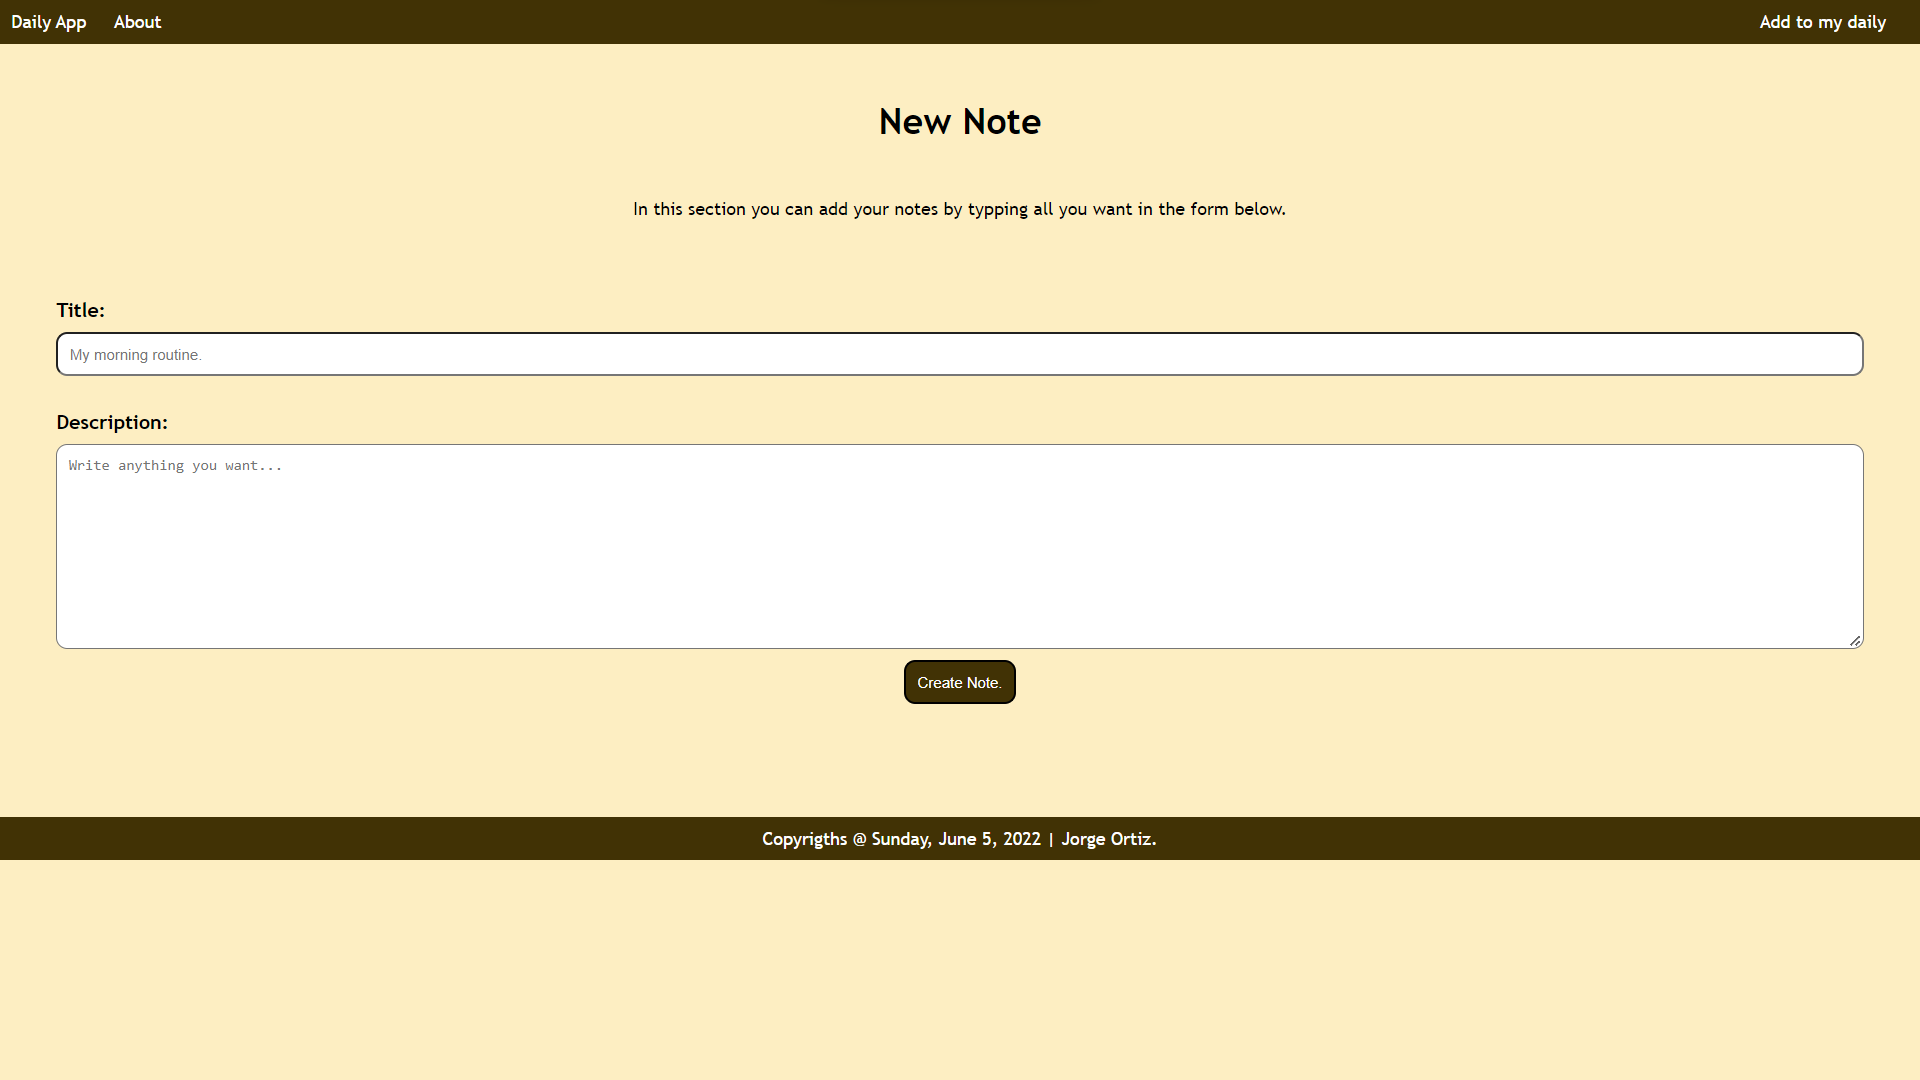 Daily App About Add to my daily
New Note
In this section you can add your notes by typping all you want in the form below.
Title:
My morning routine.
Description:
Write anything you want...
Create Note.
Copyrigths @ Sunday, June 5, 2022 | Jorge Ortiz.